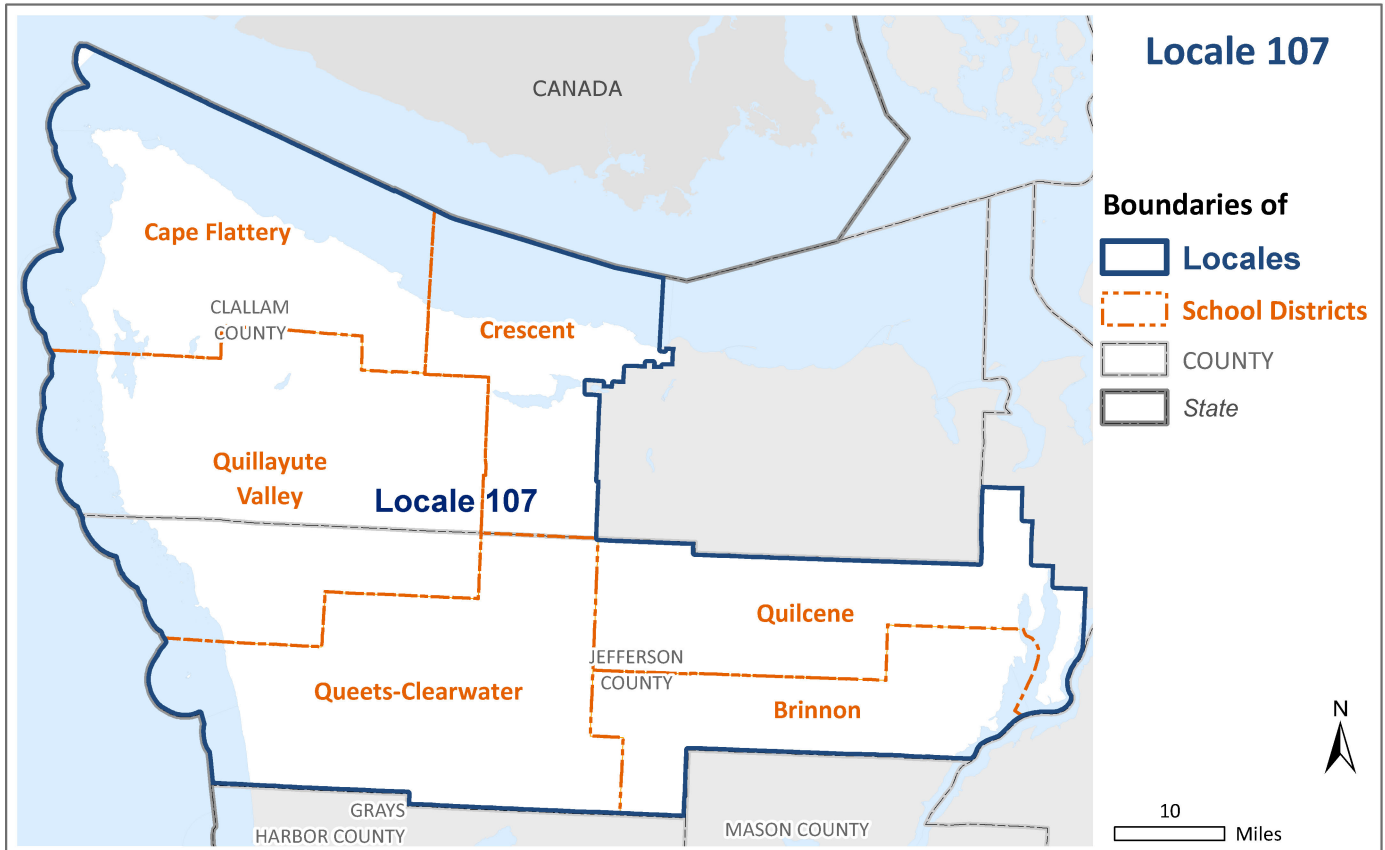 Locale 107
CANADA
Boundaries of
Locales
School Districts
COUNTY
State
Cape Flattery
CLALLAM
COUNTY
Crescent
Quillayute
Valley
Locale 107
Quilcene
JEFFERSON
COUNTY
Queets-Clearwater
Brinnon
GRAYS
HARBOR COUNTY
MASON COUNTY
N
10
Miles